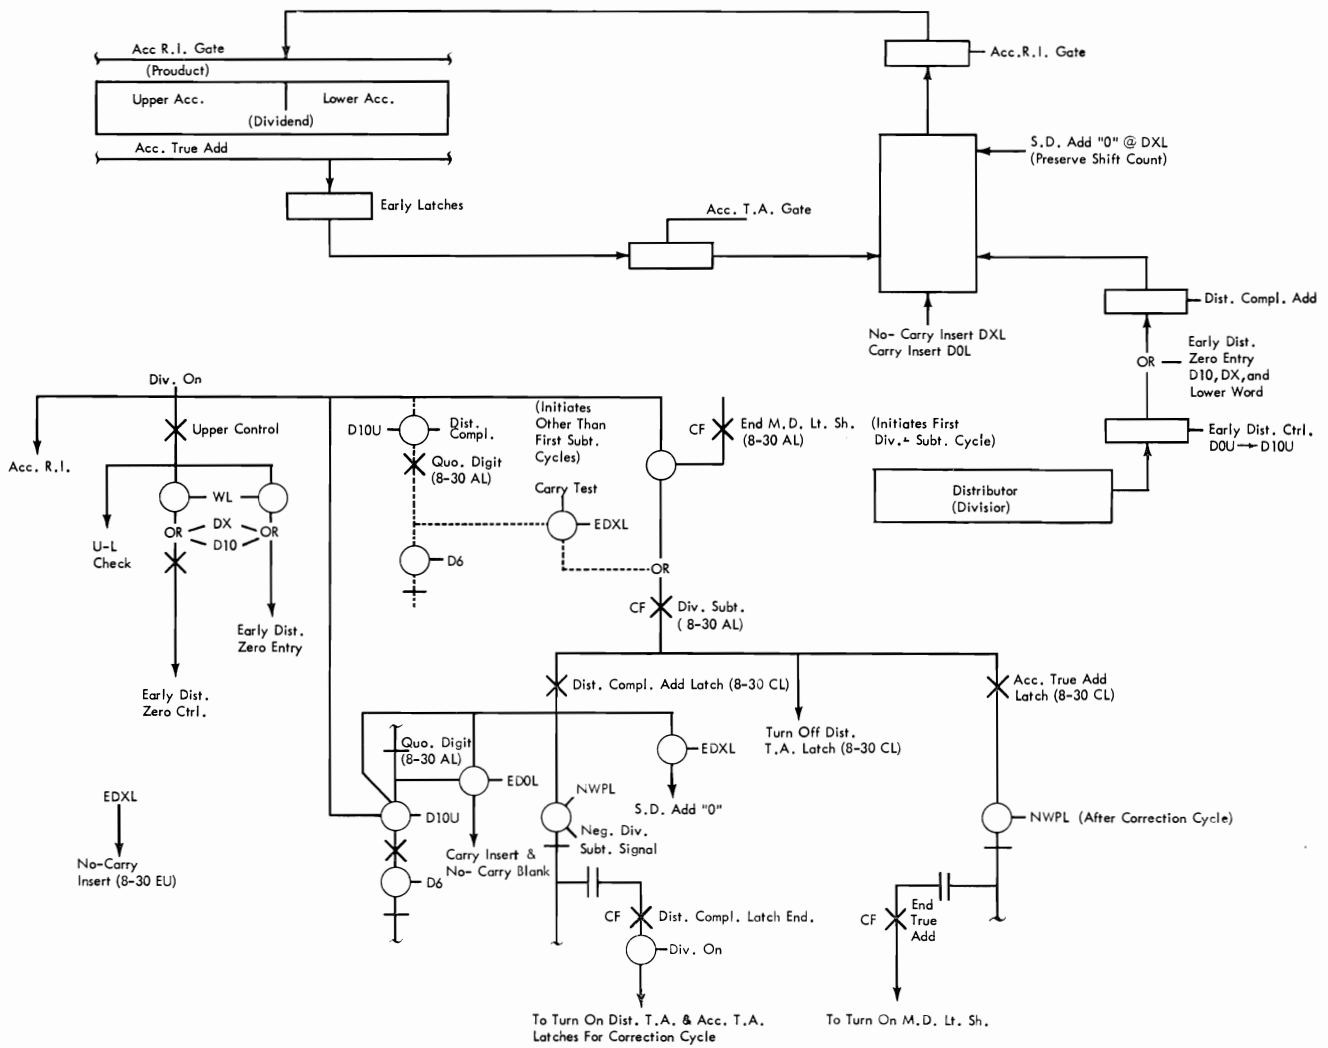 Acc R.I. Gate
(Prouduct)
Upper Acc.
Lower Acc.
(Dividend)
Acc. True Add
Early Latches
Acc. T.A. Gate
Acc.R.I. Gate
S.D. Add "0" @ DXL
(Preserve Shift Count)
No- Carry Insert DXL
Carry Insert D0L
Dist. Compl. Add
OR
Early Dist.
Zero Entry
D10, DX, and
Lower Word
Early Dist. Ctrl.
D0U → D10U
Distributor
(Divisior)
Div. On
Upper Control
Acc. R.I.
WL
OR
DX
D10
OR
U-L
Check
Early Dist.
Zero Entry
Early Dist.
Zero Ctrl.
D10U
Dist.
Compl.
Quo. Digit
(8-30 AL)
(Initiates
Other Than
First Subt.
Cycles)
CF
End M.D. Lt. Sh.
(8-30 AL)
(Initiates First
Div. Subt. Cycle)
Carry Test
EDXL
D6
OR
CF
Div. Subt.
( 8-30 AL)
Dist. Compl. Add Latch (8-30 CL)
Acc. True Add
Latch (8-30 CL)
Turn Off Dist.
T.A. Latch (8-30 CL)
Quo. Digit
(8-30 AL)
ED0L
EDXL
S.D. Add "0"
D10U
NWPL
Neg. Div.
Subt. Signal
Carry Insert &
No- Carry Blank
D6
EDXL
No-Carry
Insert (8-30 EU)
NWPL (After Correction Cycle)
CF
Dist. Compl. Latch End.
Div. On
CF
End
True
Add
To Turn On Dist. T.A. & Acc. T.A.
Latches For Correction Cycle
To Turn On M.D. Lt. Sh.